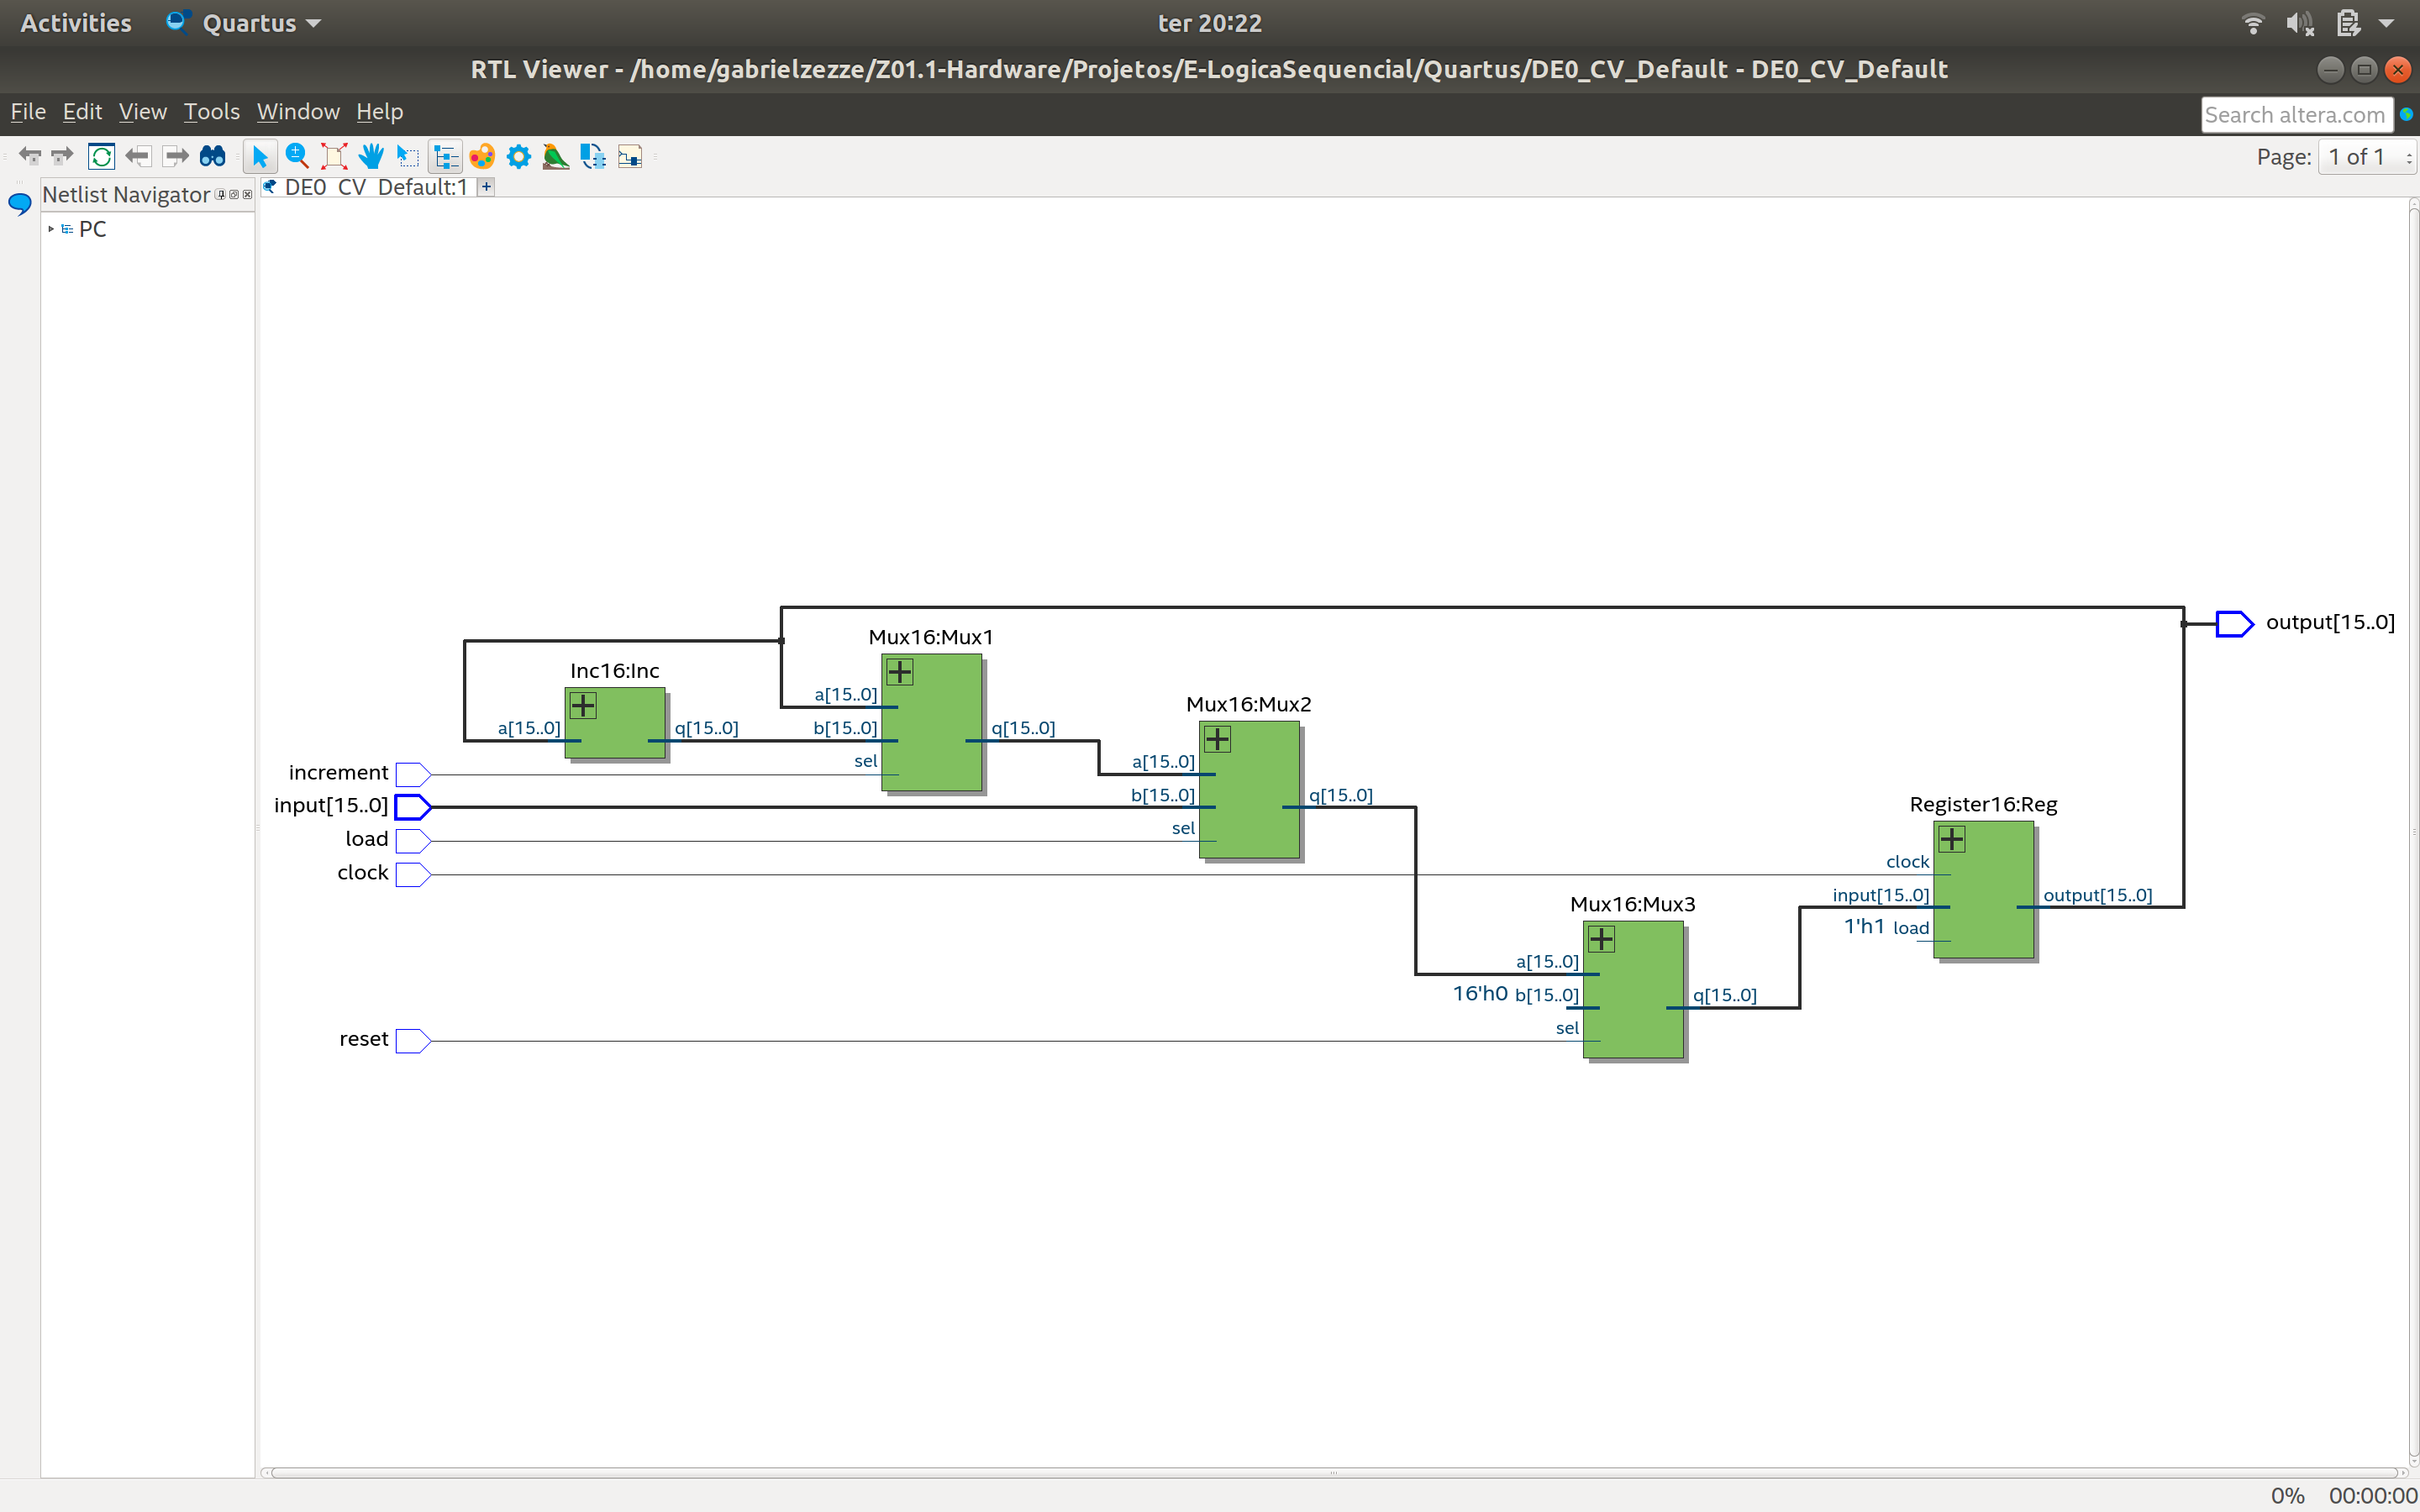 Activities Quartus ter 20:22
RTL Viewer - /home/gabrielzezze/Z01.1-Hardware/Projetos/E-LogicaSequencial/Quartus/DE0_CV_Default - DE0_CV_Default
File Edit View Tools Window Help Search altera.com
Page: 1 of 1
Netlist Navigator DE0_CV_Default:1
PC
output[15..0]
Mux16:Mux1
Inc16:Inc
a[15..0]
Mux16:Mux2
a[15..0] q[15..0] b[15..0] q[15..0]
sel a[15..0]
increment
b[15..0] q[15..0]
input[15..0] Register16:Reg
sel
load
clock
clock
input[15..0] output[15..0]
Mux16:Mux3
1'h1 load
a[15..0]
16'h0 b[15..0] q[15..0]
sel
reset
0% 00:00:00